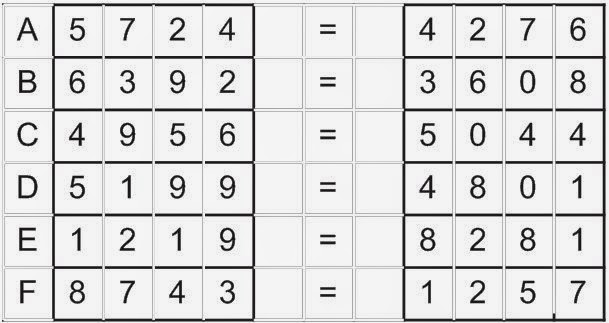 A 5 7 2 4 = 4 2 7 6
B 6 3 9 2 = 3 6 0 8
C 4 9 5 6 = 5 0 4 4
D 5 1 9 9 = 4 8 0 1
E 1 2 1 9 = 8 2 8 1
F 8 7 4 3 = 1 2 5 7